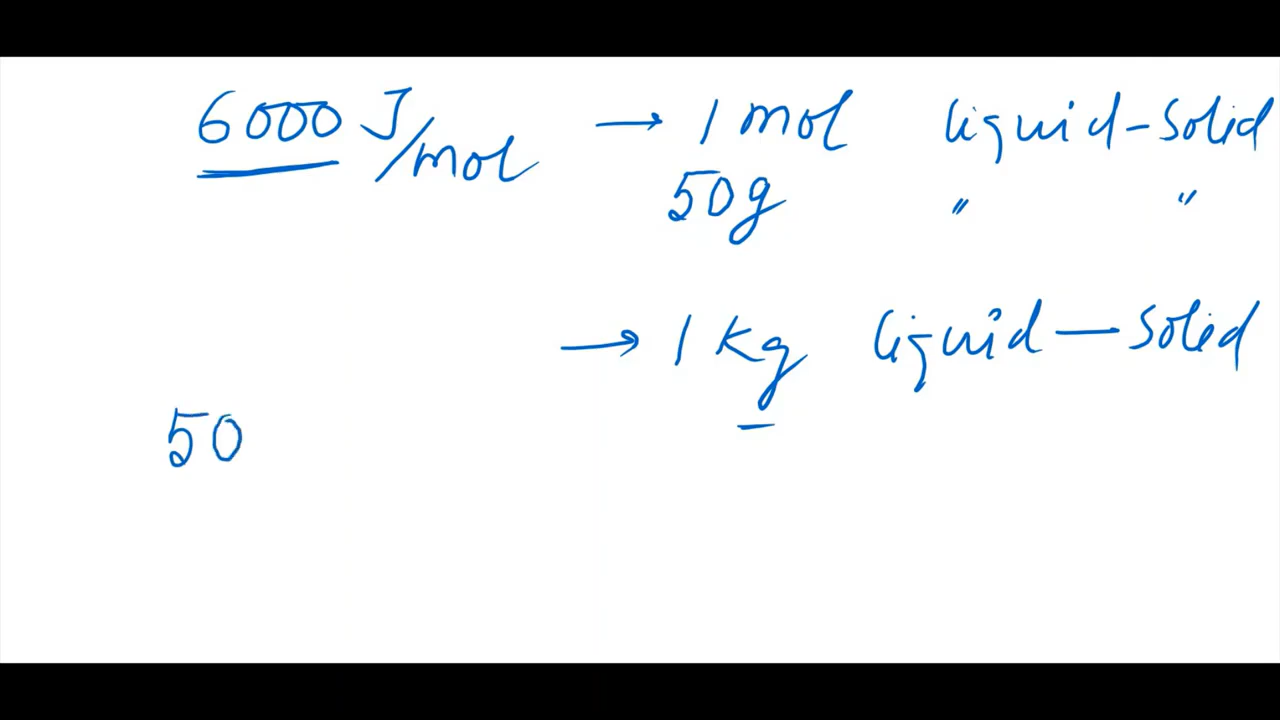 6000 J/mol → 1 mol liquid-solid
50g " "
→ 1 Kg liquid — solid
50